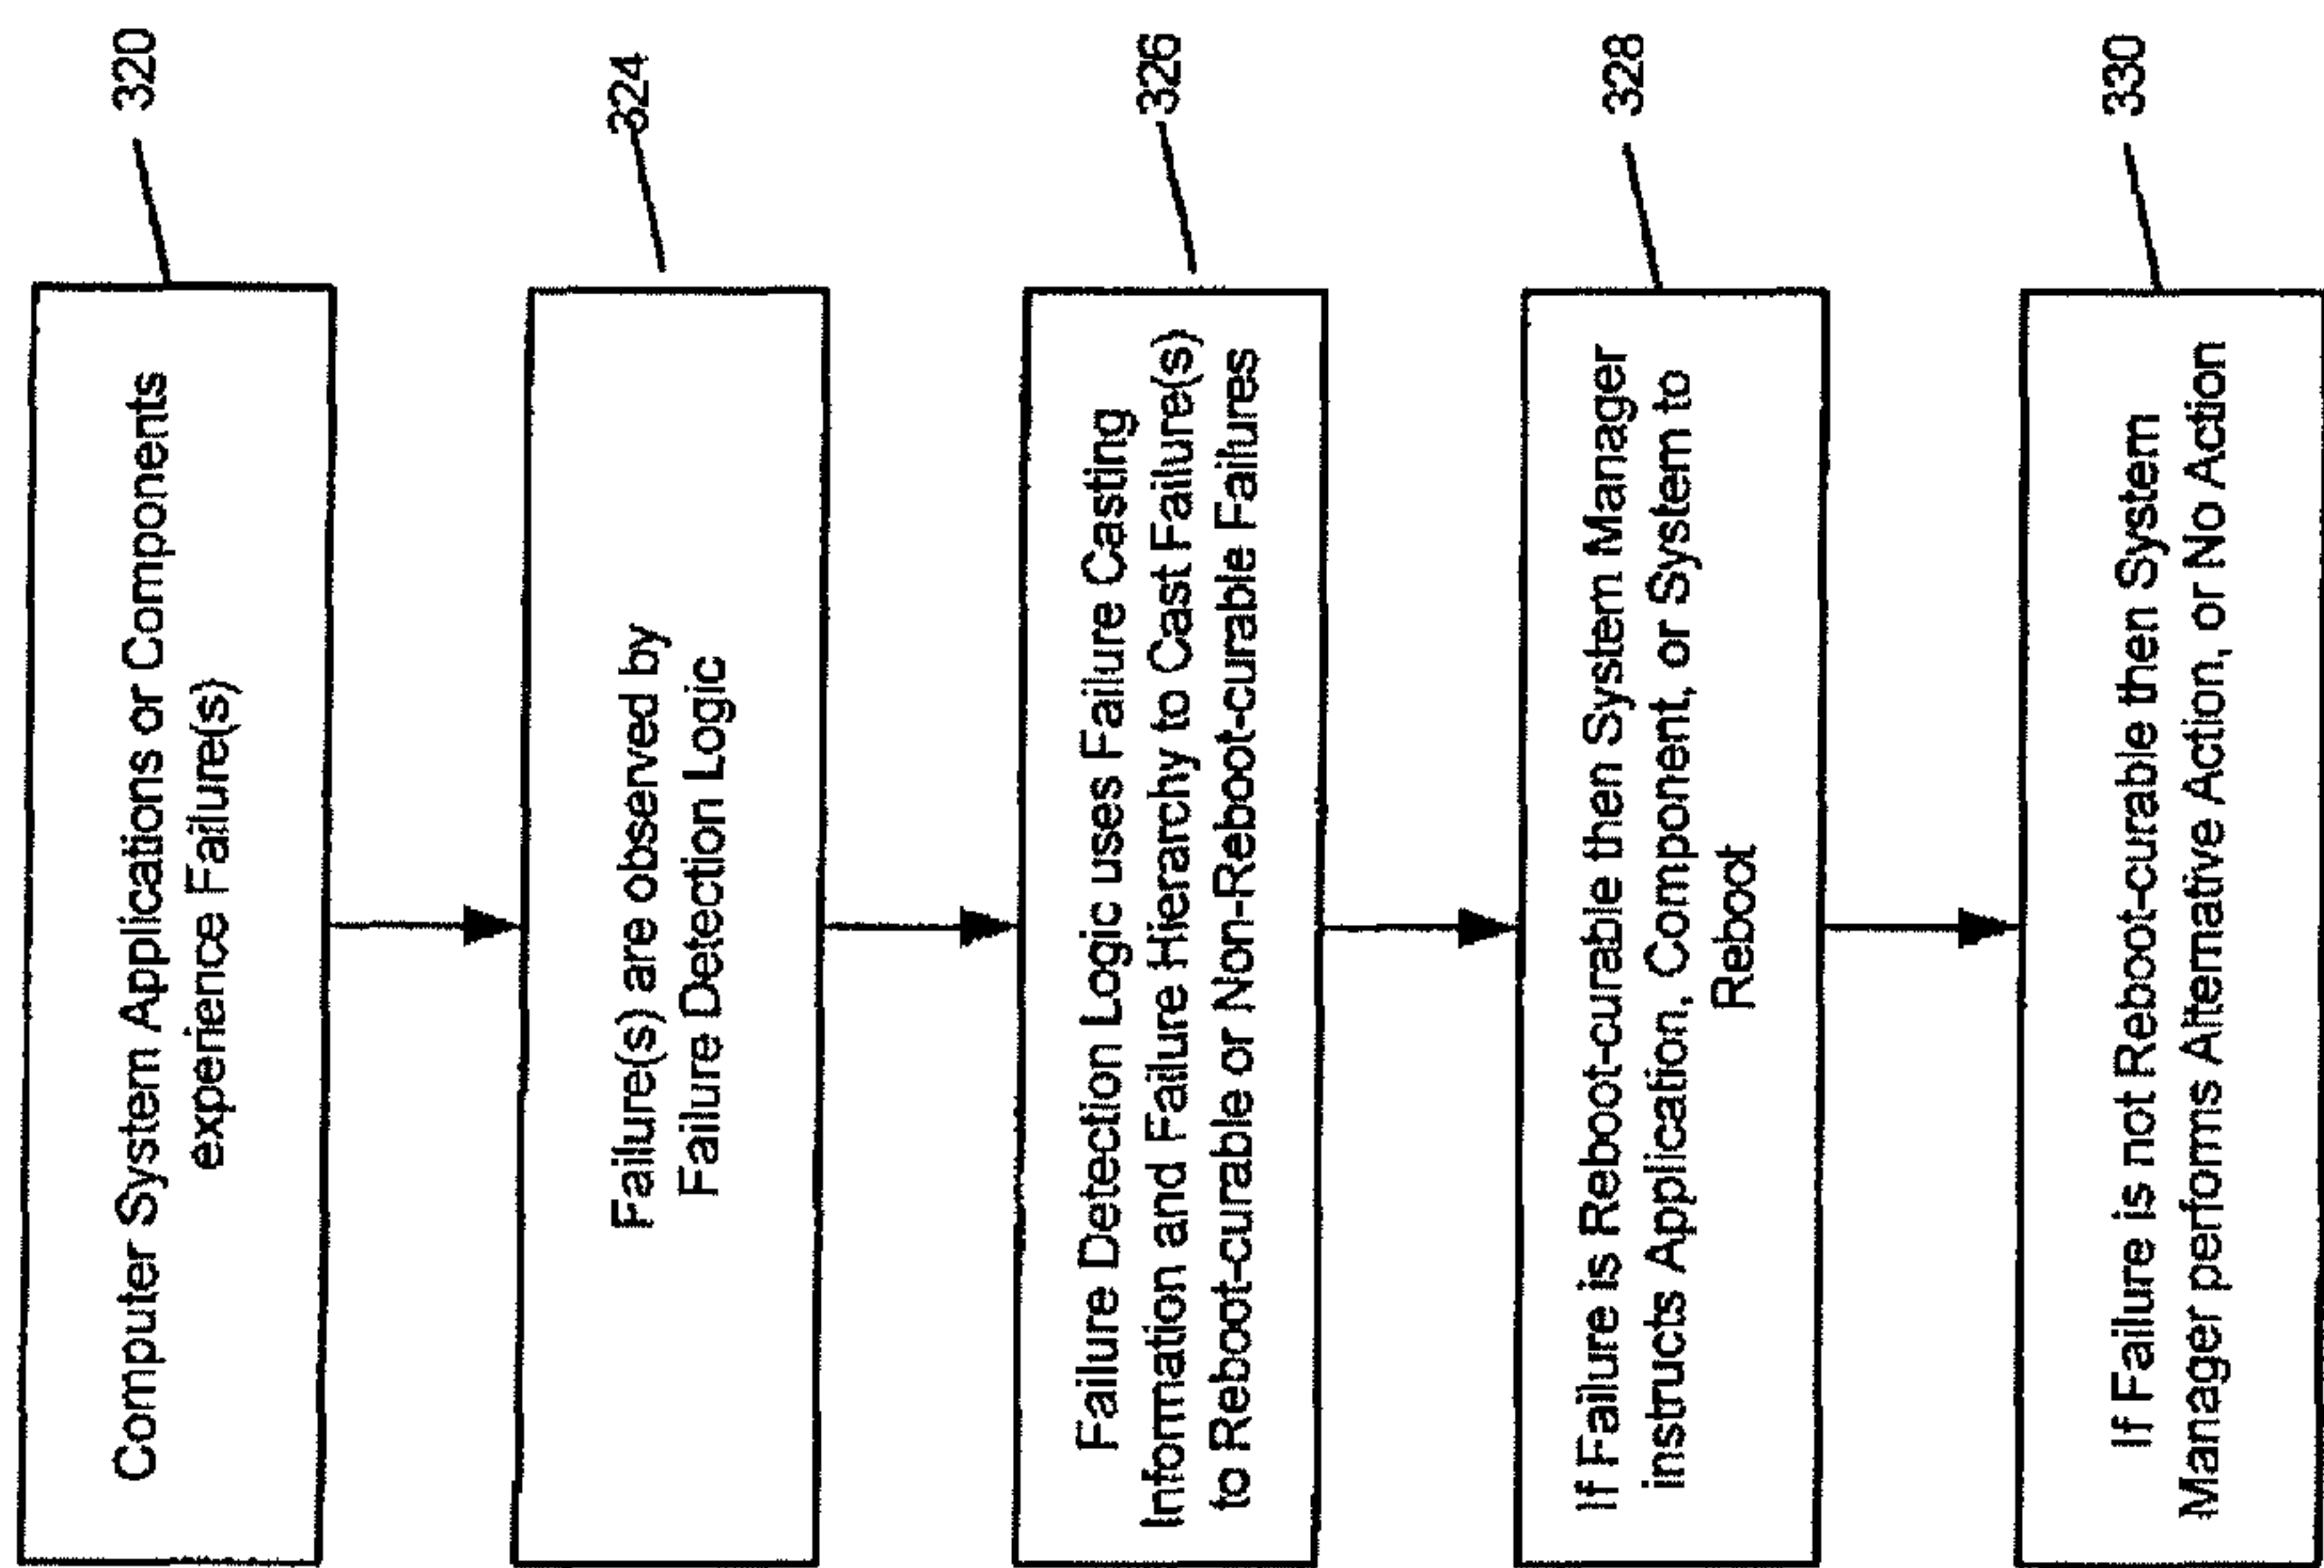 Computer System Applications or Components
experience Failure(s)
320
Failure(s) are observed by
Failure Detection Logic
324
Failure Detection Logic uses Failure Casting
Information and Failure Hierarchy to Cast Failure(s)
to Reboot-curable or Non-Reboot-curable Failures
326
If Failure is Reboot-curable then System Manager
instructs Application, Component, or System to
Reboot
328
If Failure is not Reboot-curable then System
Manager performs Alternative Action, or No Action
330